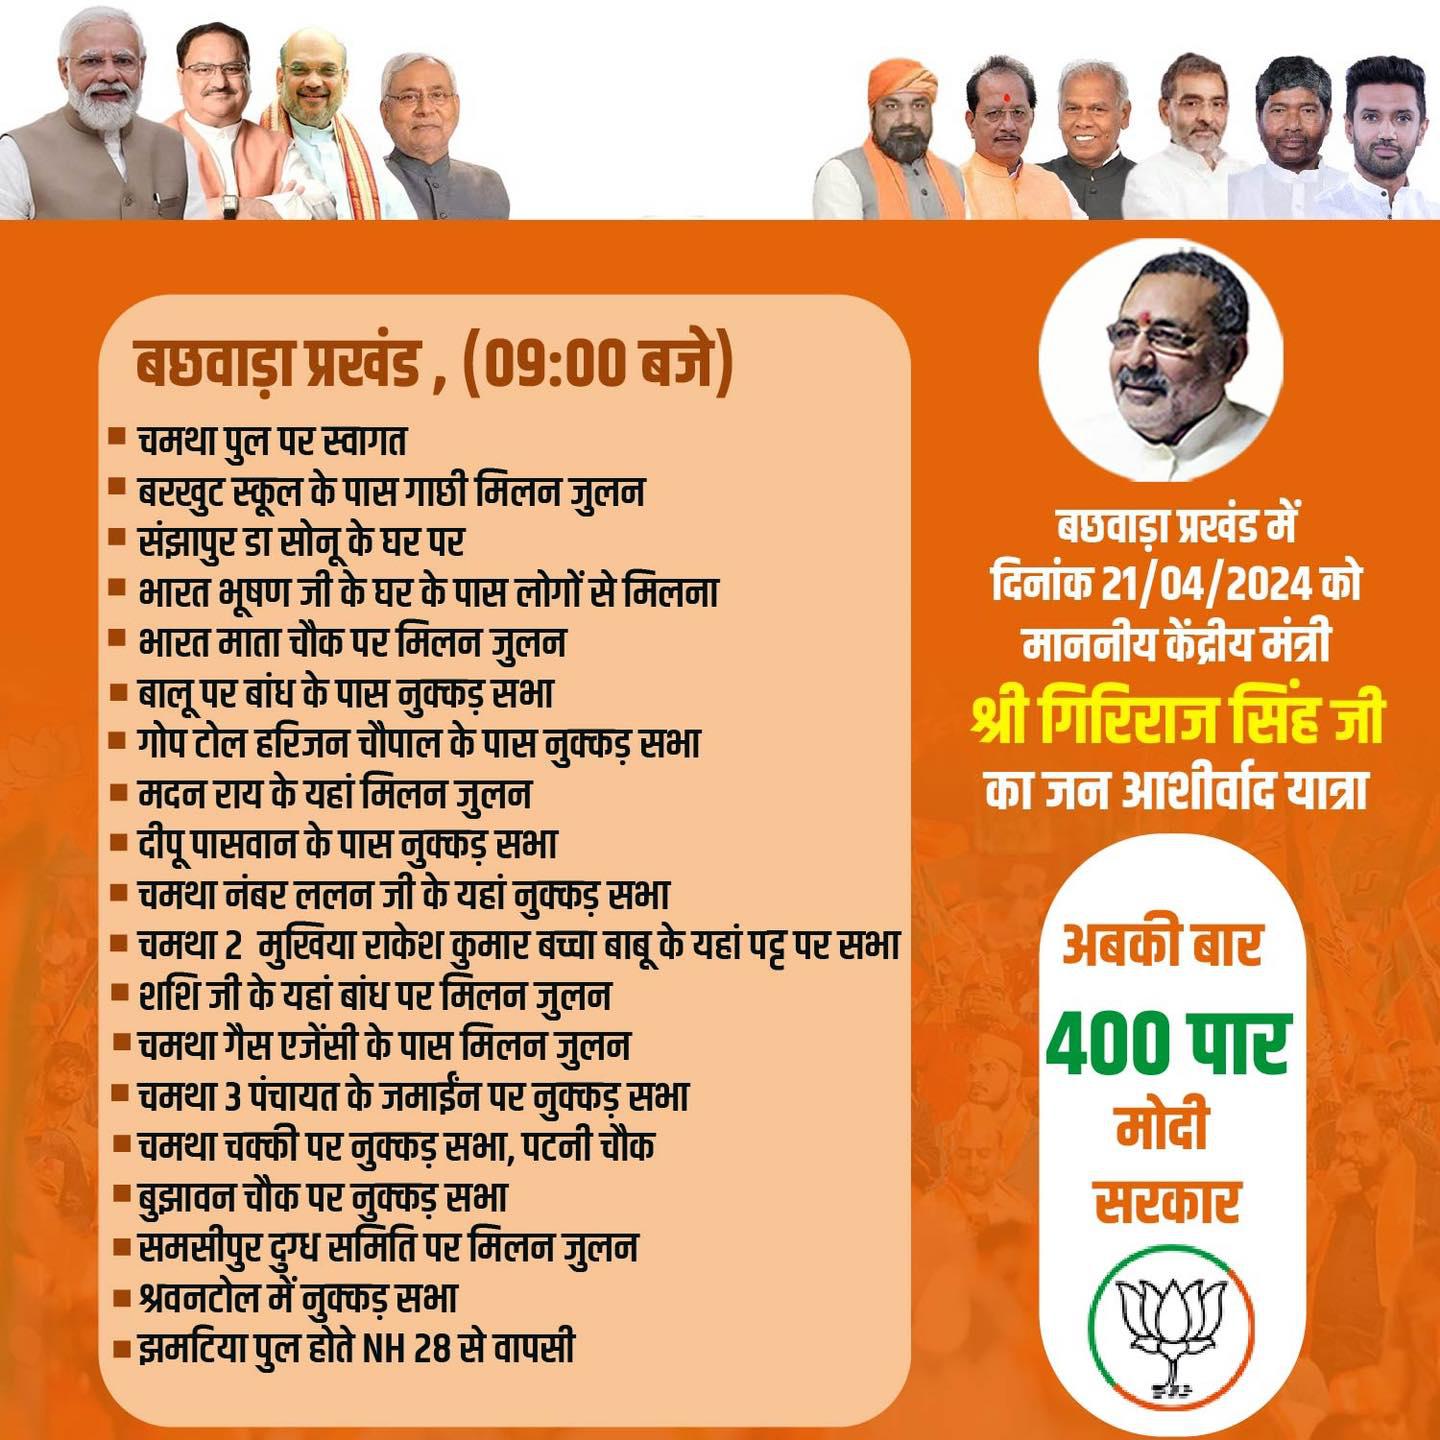 बछवाड़ा प्रखंड , (09:00 बजे)
चमथा पुल पर स्वागत
बरखुट स्कूल के पास गाछी मिलन जुलन
संझापुर डा सोनू के घर पर
भारत भूषण जी के घर के पास लोगों से मिलना
भारत माता चौक पर मिलन जुलन
बालू पर बांध के पास नुक्कड़ सभा
गोप टोल हरिजन चौपाल के पास नुक्कड़ सभा
मदन राय के यहां मिलन जुलन
दीपू पासवान के पास नुक्कड़ सभा
चमथा नंबर ललन जी के यहां नुक्कड़ सभा
चमथा 2 मुखिया राकेश कुमार बच्चा बाबू के यहां पट्ट पर सभा
शशि जी के यहां बांध पर मिलन जुलन
चमथा गैस एजेंसी के पास मिलन जुलन
चमथा 3 पंचायत के जमाईंन पर नुक्कड़ सभा
चमथा चक्की पर नुक्कड़ सभा, पटनी चौक
बुझावन चौक पर नुक्कड़ सभा
समसीपुर दुग्ध समिति पर मिलन जुलन
श्रवनटोल में नुक्कड़ सभा
झमटिया पुल होते NH 28 से वापसी
बछवाड़ा प्रखंड में
दिनांक 21/04/2024 को
माननीय केंद्रीय मंत्री
श्री गिरिराज सिंह जी
का जन आशीर्वाद यात्रा
अबकी बार
400 पार
मोदी
सरकार